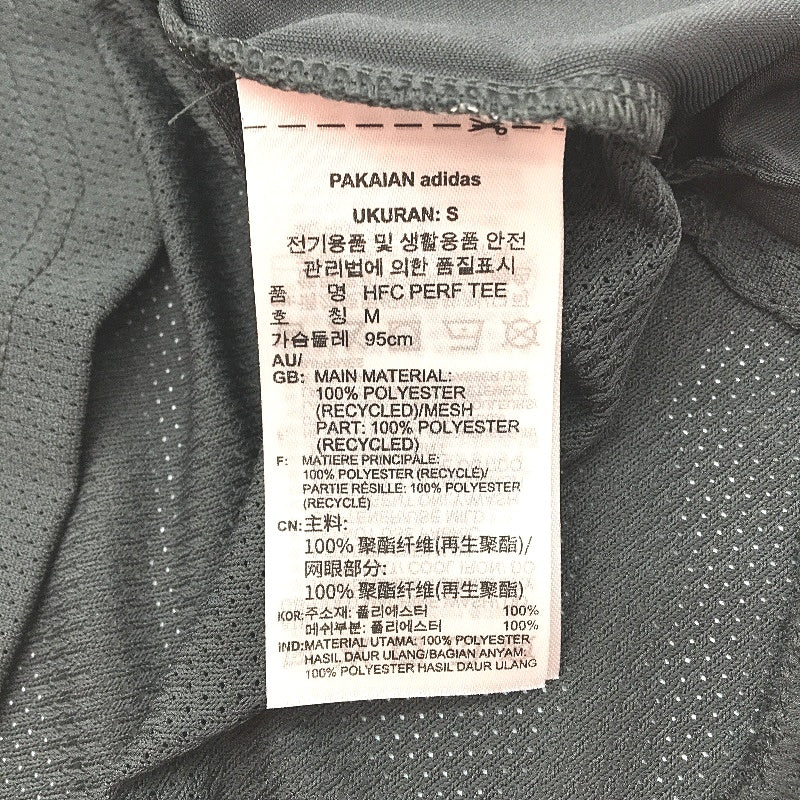 PAKAIAN adidas
UKURAN: S
전기용품 및 생활용품 안전
관리법에 의한 품질표시
품 명 HFC PERF TEE
호 칭 M
가슴둘레 95cm
AU/
GB: MAIN MATERIAL:
100% POLYESTER
(RECYCLED)/MESH
PART: 100% POLYESTER
(RECYCLED)
F: MATIERE PRINCIPALE:
100% POLYESTER (RECYCLÉ)/
PARTIE RÉSILLE: 100% POLYESTER
(RECYCLÉ)
CN: 主料:
100% 聚酯纤维(再生聚酯)/
网眼部分:
100% 聚酯纤维(再生聚酯)
KOR: 주소재: 폴리에스터 100%
메쉬부분: 폴리에스터 100%
IND: MATERIAL UTAMA: 100% POLYESTER
HASIL DAUR ULANG/BAGIAN ANYAM:
100% POLYESTER HASIL DAUR ULANG